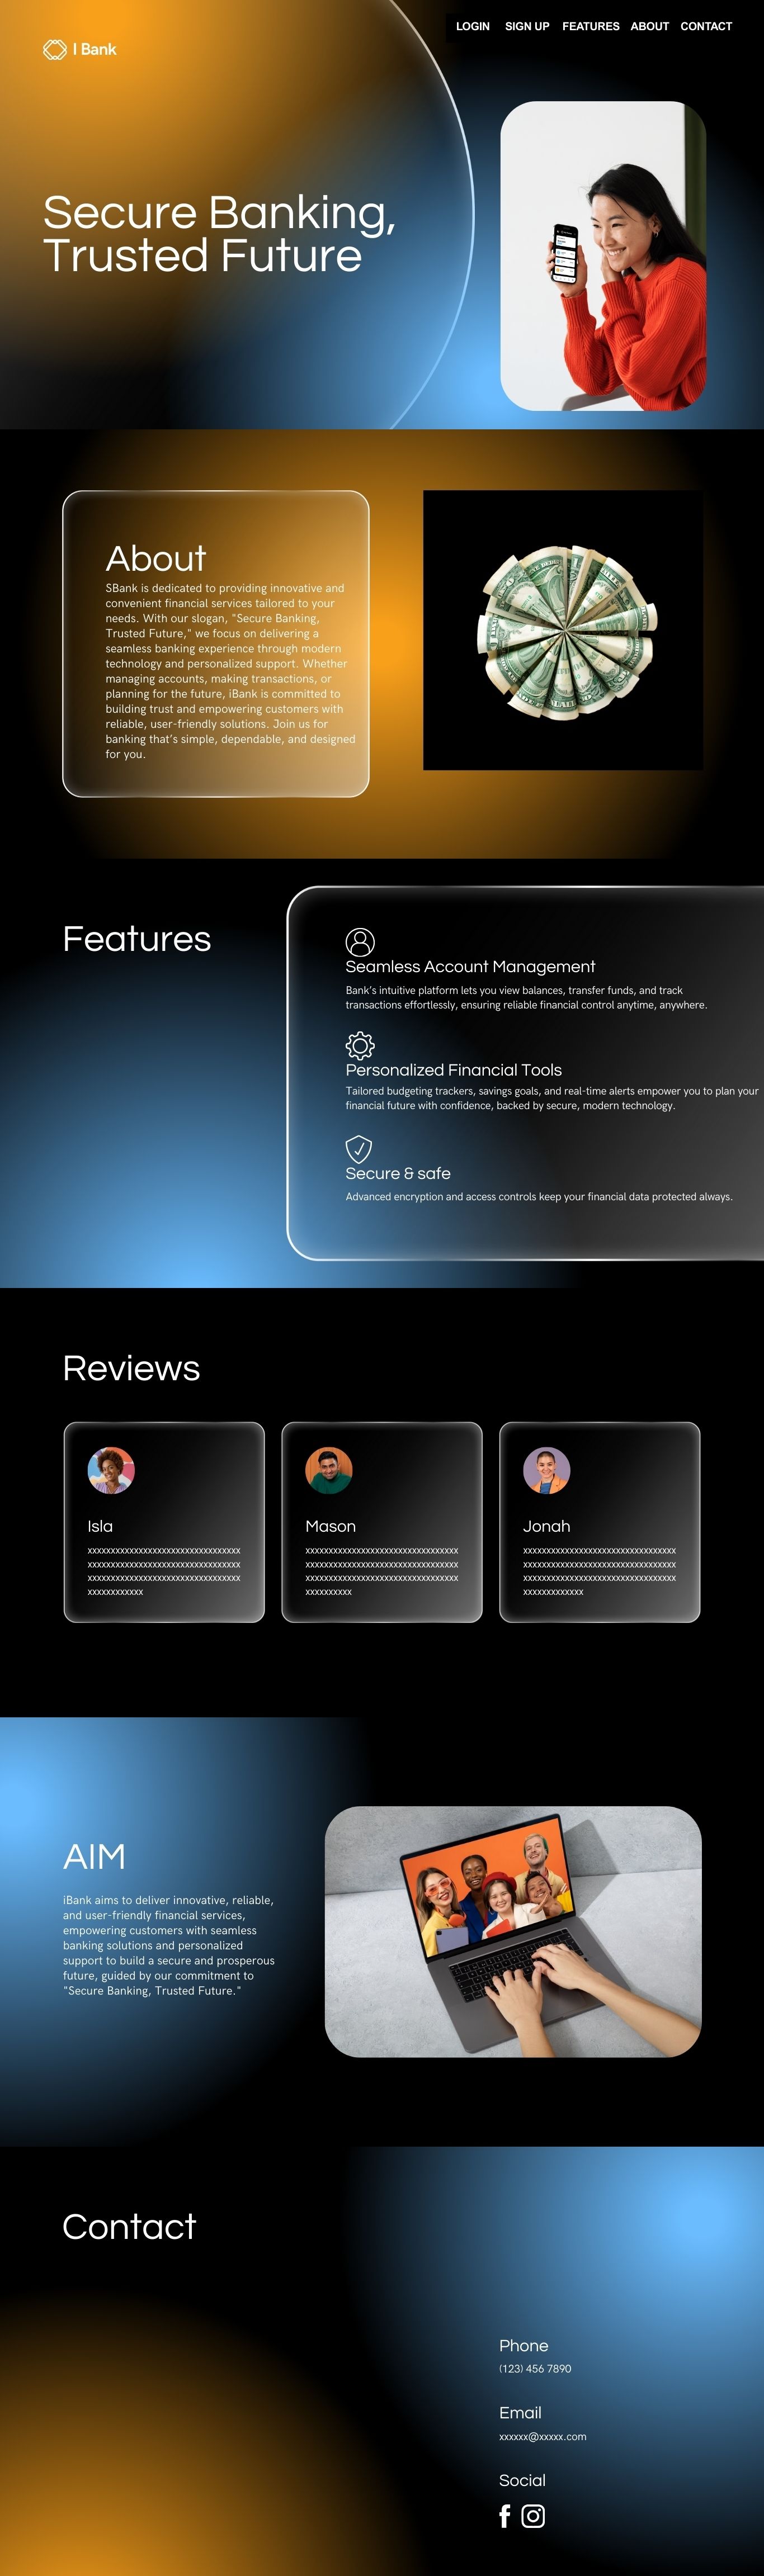 LOGIN SIGN UP FEATURES ABOUT CONTACT
I Bank
Secure Banking,
Trusted Future
About
SBank is dedicated to providing innovative and
convenient financial services tailored to your
needs. With our slogan, "Secure Banking,
Trusted Future," we focus on delivering a
seamless banking experience through modern
technology and personalized support. Whether
managing accounts, making transactions, or
planning for the future, iBank is committed to
building trust and empowering customers with
reliable, user-friendly solutions. Join us for
banking that’s simple, dependable, and designed
for you.
Features
Seamless Account Management
Bank’s intuitive platform lets you view balances, transfer funds, and track
transactions effortlessly, ensuring reliable financial control anytime, anywhere.
Personalized Financial Tools
Tailored budgeting trackers, savings goals, and real-time alerts empower you to plan your
financial future with confidence, backed by secure, modern technology.
Secure & safe
Advanced encryption and access controls keep your financial data protected always.
Reviews
Isla
xxxxxxxxxxxxxxxxxxxxxxxxxxxxxxxxx
xxxxxxxxxxxxxxxxxxxxxxxxxxxxxxxxx
xxxxxxxxxxxxxxxxxxxxxxxxxxxxxxxxx
xxxxxxxxxxxx
Mason
xxxxxxxxxxxxxxxxxxxxxxxxxxxxxxxxx
xxxxxxxxxxxxxxxxxxxxxxxxxxxxxxxxx
xxxxxxxxxxxxxxxxxxxxxxxxxxxxxxxxx
xxxxxxxxxx
Jonah
xxxxxxxxxxxxxxxxxxxxxxxxxxxxxxxxx
xxxxxxxxxxxxxxxxxxxxxxxxxxxxxxxxx
xxxxxxxxxxxxxxxxxxxxxxxxxxxxxxxxx
xxxxxxxxxxxxx
AIM
iBank aims to deliver innovative, reliable,
and user-friendly financial services,
empowering customers with seamless
banking solutions and personalized
support to build a secure and prosperous
future, guided by our commitment to
"Secure Banking, Trusted Future."
Contact
Phone
(123) 456 7890
Email
xxxxxx@xxxxx.com
Social